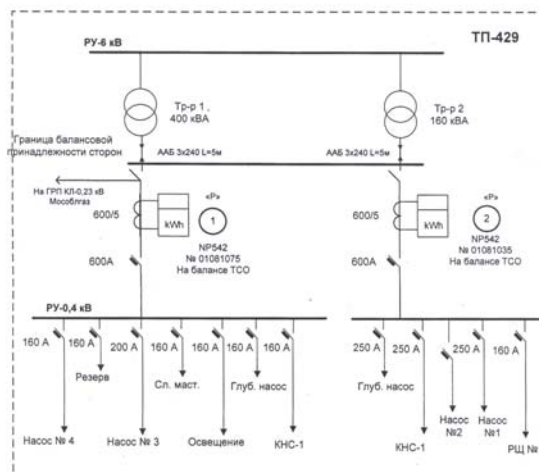 РУ-6 кВ
ТП-429
Тр-р 1 ,
400 кВА
Тр-р 2
160 кВА
Граница балансовой
принадлежности сторон
ААБ 3х240 L=5м
ААБ 3х240 L=5м
На ГРП КЛ-0,23 кВ
Мособлгаз
600/5
kWh
«Р»
1
NP542
№ 01081075
На балансе ТСО
600/5
kWh
«Р»
2
NP542
№ 01081035
На балансе ТСО
600А
600А
РУ-0,4 кВ
160 А
160 А
200 А
160 А
160 А
160 А
160 А
250 А
250 А
250 А
160 А
Резерв
Сл. маст.
Глуб. насос
Глуб. насос
Насос № 4
Насос № 3
Освещение
КНС-1
КНС-1
Насос
№2
Насос
№1
РЩ №